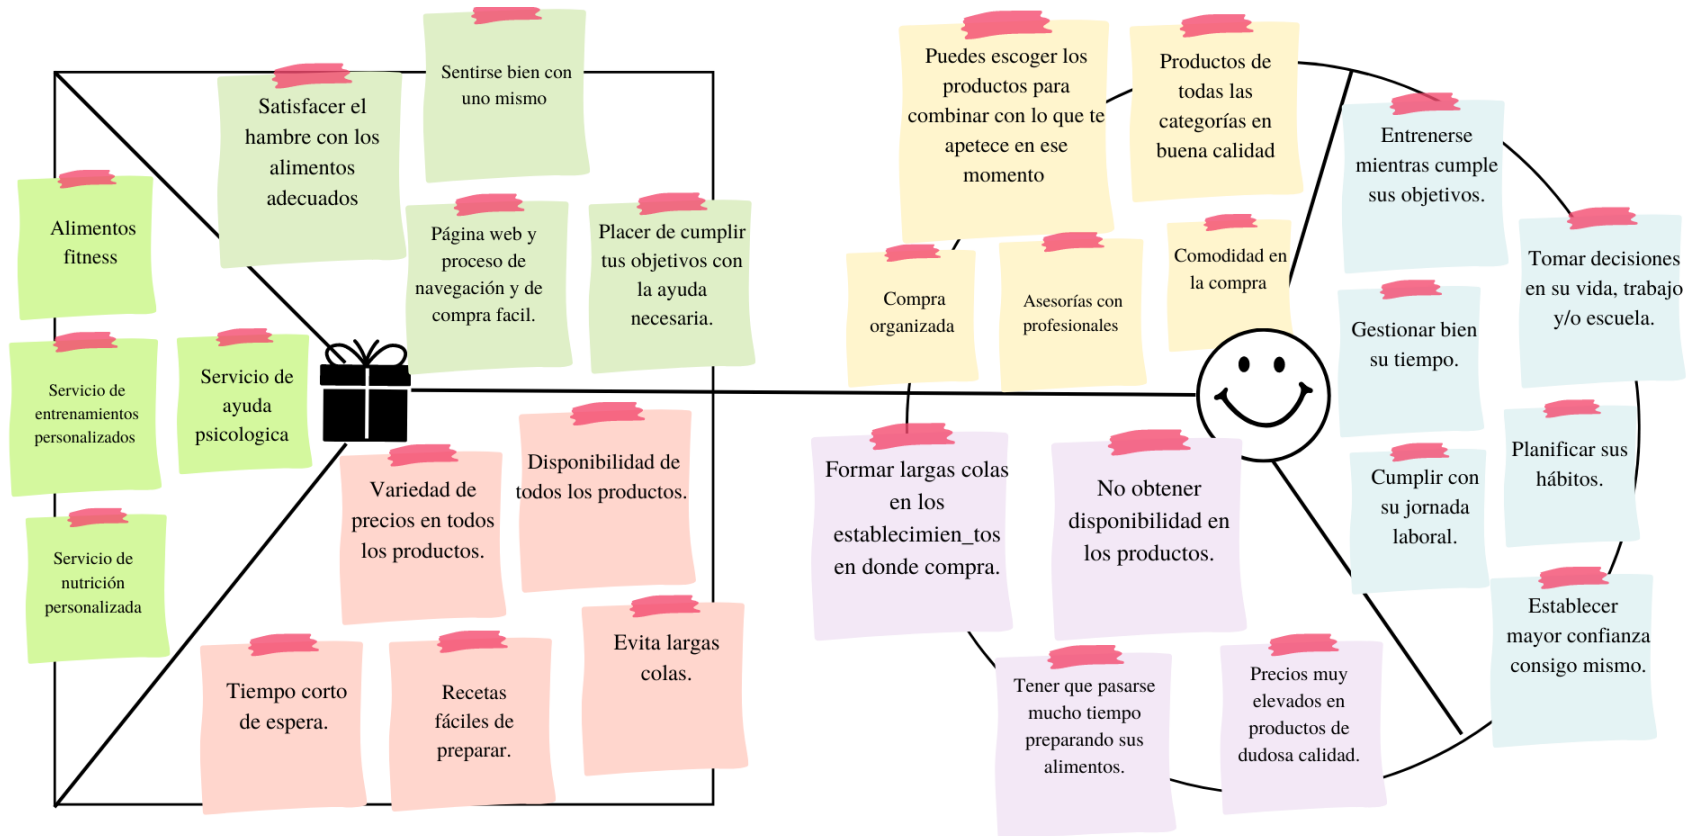 Sentirse bien con
uno mismo
Satisfacer el
hambre con los
alimentos
adecuados
Página web y
proceso de
navegación y de
compra facil.
Placer de cumplir
tus objetivos con
la ayuda
necesaria.
Alimentos
fitness
Servicio de
entrenamientos
personalizados
Servicio de
ayuda
psicologica
Servicio de
nutrición
personalizada
Variedad de
precios en todos
los productos.
Disponibilidad de
todos los productos.
Tiempo corto
de espera.
Recetas
fáciles de
preparar.
Evita largas
colas.
Puedes escoger los
productos para
combinar con lo que te
apetece en ese
momento
Productos de
todas las
categorías en
buena calidad
Compra
organizada
Asesorías con
profesionales
Comodidad en
la compra
Entrenerse
mientras cumple
sus objetivos.
Tomar decisiones
en su vida, trabajo
y/o escuela.
Gestionar bien
su tiempo.
Planificar sus
hábitos.
Cumplir con
su jornada
laboral.
Establecer
mayor confianza
consigo mismo.
Formar largas colas
en los
establecimien_tos
en donde compra.
No obtener
disponibilidad en
los productos.
Tener que pasarse
mucho tiempo
preparando sus
alimentos.
Precios muy
elevados en
productos de
dudosa calidad.